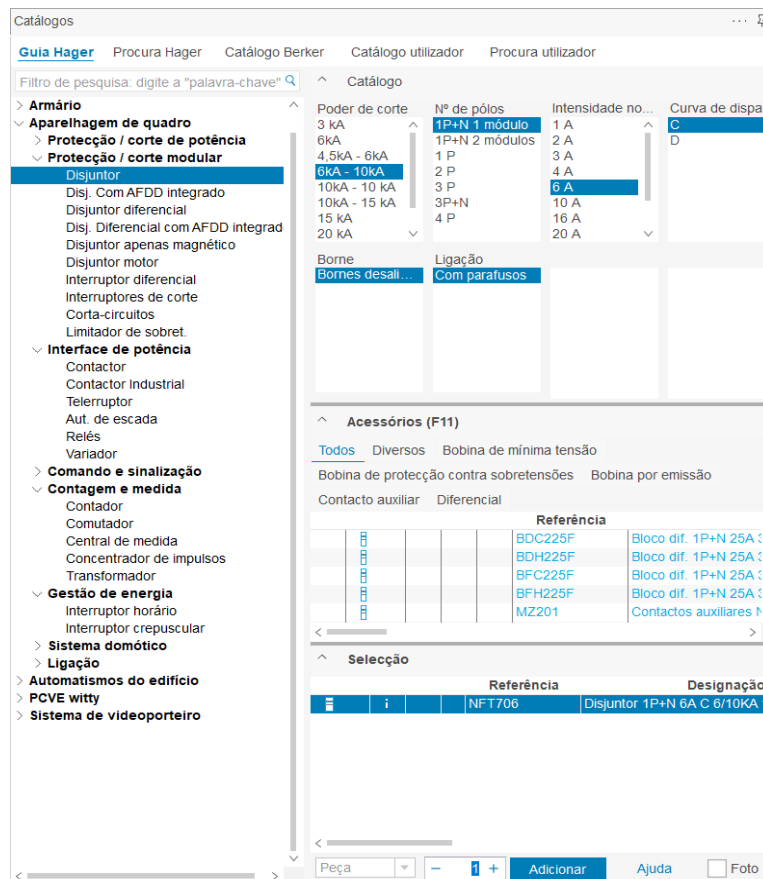 Catálogos
Guia Hager Procura Hager Catálogo Berker Catálogo utilizador Procura utilizador
Filtro de pesquisa: digite a "palavra-chave"
Armário
Aparelhagem de quadro
Protecção / corte de potência
Protecção / corte modular
Disjuntor
Disj. Com AFDD integrado
Disjuntor diferencial
Disj. Diferencial com AFDD integrad
Disjuntor apenas magnético
Disjuntor motor
Interruptor diferencial
Interruptores de corte
Corta-circuitos
Limitador de sobret.
Interface de potência
Contactor
Contactor Industrial
Telerruptor
Aut. de escada
Relés
Variador
Comando e sinalização
Contagem e medida
Contador
Comutador
Central de medida
Concentrador de impulsos
Transformador
Gestão de energia
Interruptor horário
Interruptor crepuscular
Sistema domótico
Ligação
Automatismos do edifício
PCVE witty
Sistema de videoporteiro
Catálogo
Poder de corte
3 kA
6kA
4,5kA - 6kA
6kA - 10kA
10kA - 10 kA
10kA - 15 kA
15 kA
20 kA
Nº de pólos
1P+N 1 módulo
1P+N 2 módulos
1 P
2 P
3 P
3P+N
4 P
Intensidade no...
1 A
2 A
3 A
4 A
6 A
10 A
16 A
20 A
Curva de dispa
C
D
Borne
Bornes desali...
Ligação
Com parafusos
Acessórios (F11)
Todos Diversos Bobina de mínima tensão
Bobina de protecção contra sobretensões Bobina por emissão
Contacto auxiliar Diferencial
Referência
BDC225F Bloco dif. 1P+N 25A 3
BDH225F Bloco dif. 1P+N 25A 3
BFC225F Bloco dif. 1P+N 25A 3
BFH225F Bloco dif. 1P+N 25A 3
MZ201 Contactos auxiliares N
Selecção
Referência Designação
i NFT706 Disjuntor 1P+N 6A C 6/10KA
Peça 1 Adicionar Ajuda Foto